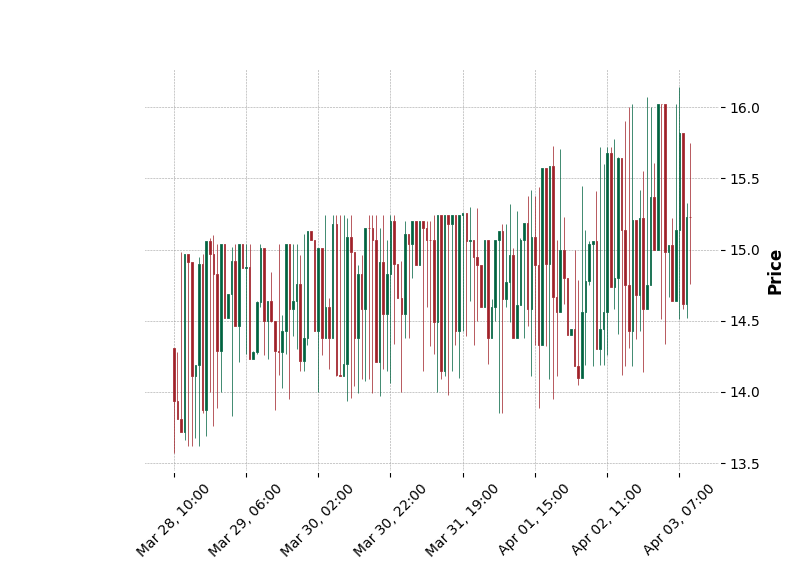 16.0
15.5
15.0
14.5
14.0
13.5
Price
Mar 28, 10:00
Mar 29, 06:00
Mar 30, 02:00
Mar 30, 22:00
Mar 31, 19:00
Apr 01, 15:00
Apr 02, 11:00
Apr 03, 07:00